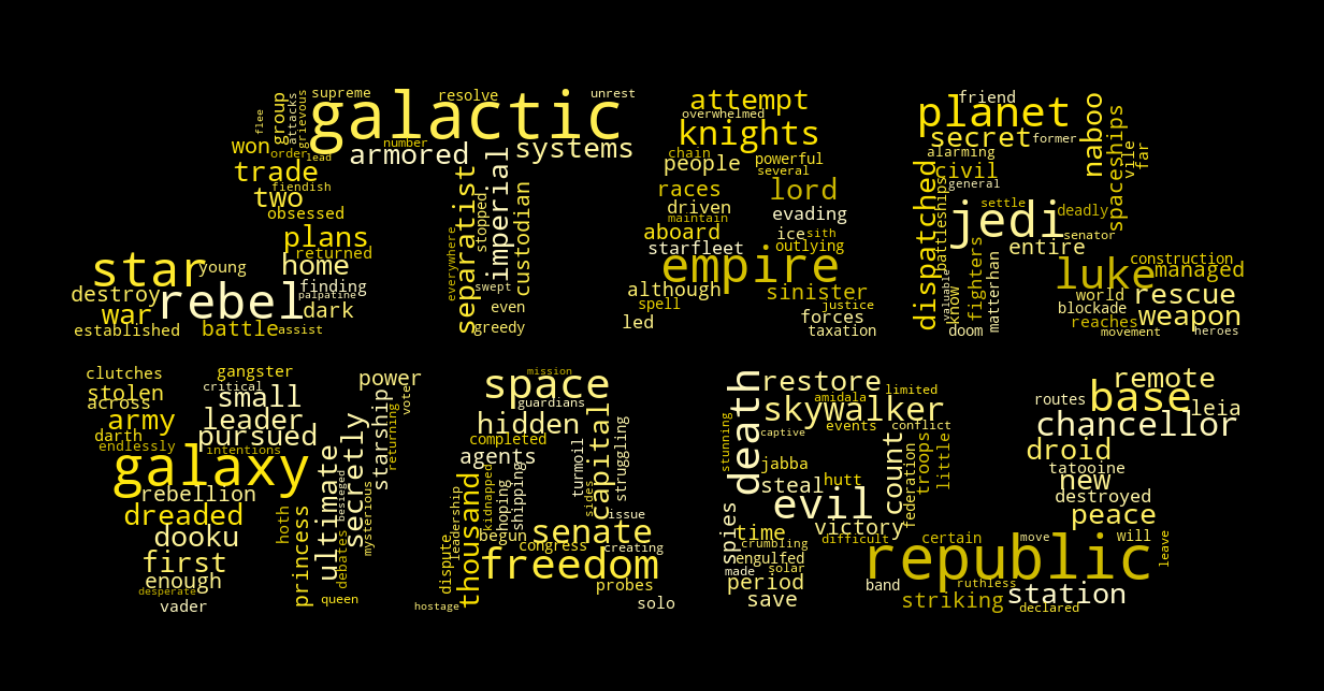 supreme
resolve
unrest
galactic
attempt
friend
planet
naboo
group
attacks
grievous
flee
overwhelmed
knights
secret
former
spaceships
won
order
lead
number
armored
systems
chain
people
powerful
several
alarming
civil
vile
far
trade
fiendish
two
obsessed
separatist
stopped
imperial
custodian
races
lord
driven
maintain
evading
dispatched
battleships
general
jedi
settle
deadly
senator
plans
returned
aboard
ice
sith
outlying
starfleet
entire
star
young
home
everywhere
empire
fighters
matterhan
luke
construction
managed
destroy
rebel
finding
palpatine
swept
even
although
sinister
valuable
know
world
rescue
war
dark
spell
justice
forces
blockade
weapon
established
battle
assist
greedy
led
taxation
doom
reaches
movement
heroes
clutches
gangster
power
mission
space
death
restore
limited
remote
stolen
critical
small
vote
guardians
amidala
skywalker
routes
base
leia
across
army
leader
starship
hidden
capital
events
conflict
chancellor
darth
pursued
secretly
returning
completed
struggling
stunning
captive
count
troops
little
droid
endlessly
intentions
galaxy
agents
turmoil
jabba
hutt
federation
tatooine
rebellion
ultimate
besieged
mysterious
thousand
kidnapped
hoping
shipping
sides
steal
evil
new
destroyed
dreaded
hoth
princess
leadership
issue
spies
victory
peace
dooku
debates
begun
senate
congress
creating
time
crumbling
difficult
certain
move
will
leave
first
dispute
freedom
engulfed
republic
enough
desperate
probes
made
solar
period
band
ruthless
station
vader
queen
hostage
solo
save
striking
declared